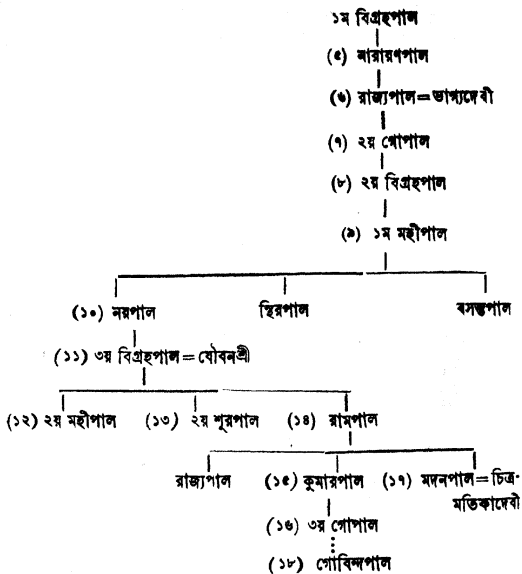 ১ম বিগ্রহপাল
(৫) নারায়ণপাল
(৬) রাজ্যপাল=ভাগ্যদেবী
(৭) ২য় গোপাল
(৮) ২য় বিগ্রহপাল
(৯) ১ম মহীপাল
(১০) নয়পাল স্থিরপাল বসন্তপাল
(১১) ৩য় বিগ্রহপাল=যৌবনশ্রী
(১২) ২য় মহীপাল (১৩) ২য় শূরপাল (১৪) রামপাল
রাজ্যপাল (১৫) কুমারপাল (১৭) মদনপাল=চিত্র-
মতিকাদেবী
(১৬) ৩য় গোপাল
(১৮) গোবিন্দপাল